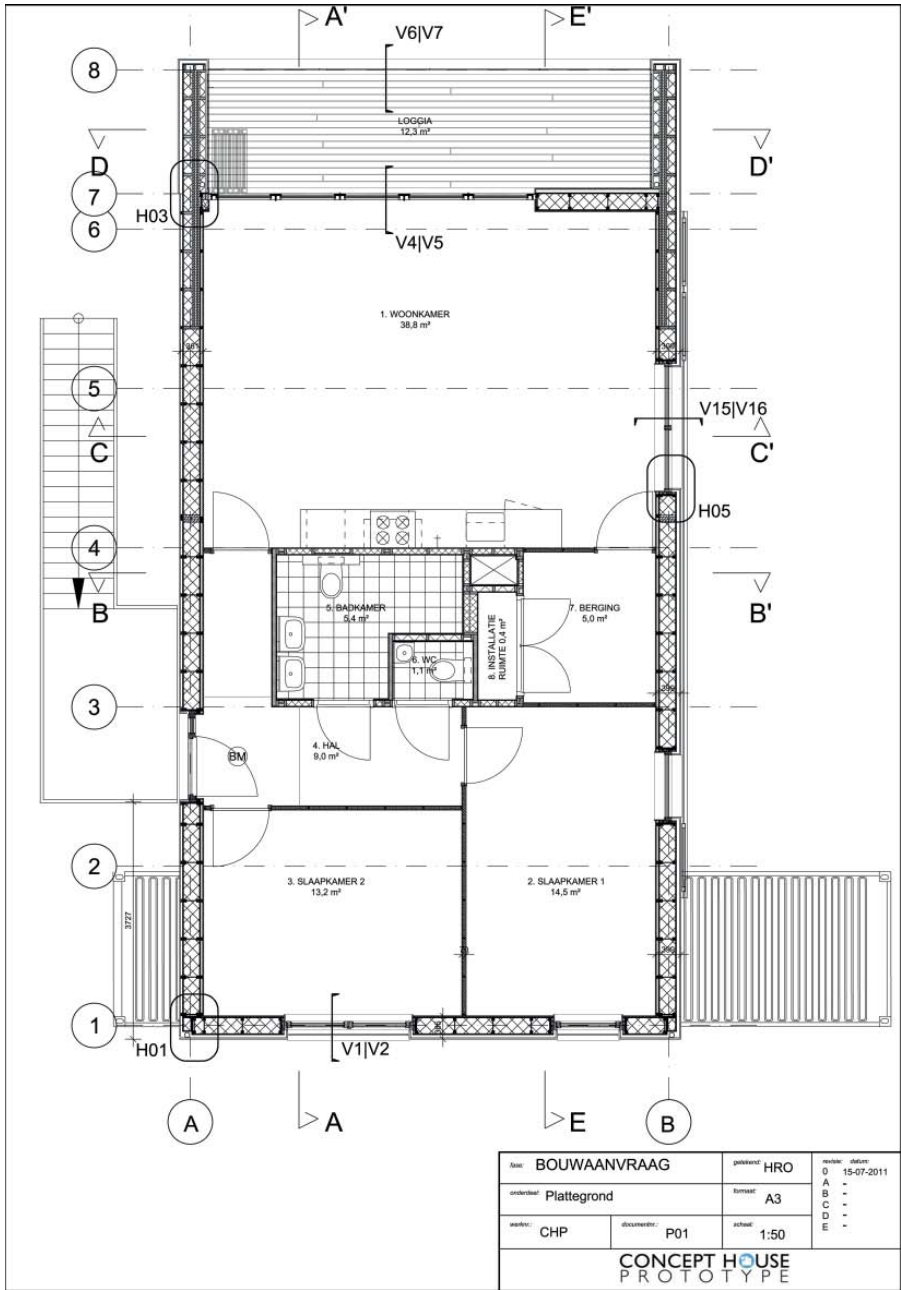 A' E'
V6|V7
8
LOGGIA
12,3 m²
D D'
7
H03
6
V4|V5
1. WOONKAMER
38,8 m²
5
V15|V16
C C'
H05
4
B B'
5. BADKAMER
5,4 m²
7. BERGING
5,0 m²
8. INSTALLATIE
RUIMTE 0,4 m²
6. WC
1,1 m²
3
4. HAL
9,0 m²
BM
2
3. SLAAPKAMER 2
13,2 m²
2. SLAAPKAMER 1
14,5 m²
3727
1
H01
V1|V2
A A E B
fase: BOUWAANVRAAG getekend: HRO revisie: datum:
0 15-07-2011
A -
B -
C -
D -
E -
onderdeel: Plattegrond formaat: A3
werknr.: CHP documentnr.: P01 schaal: 1:50
CONCEPT HOUSE
PROTOTYPE